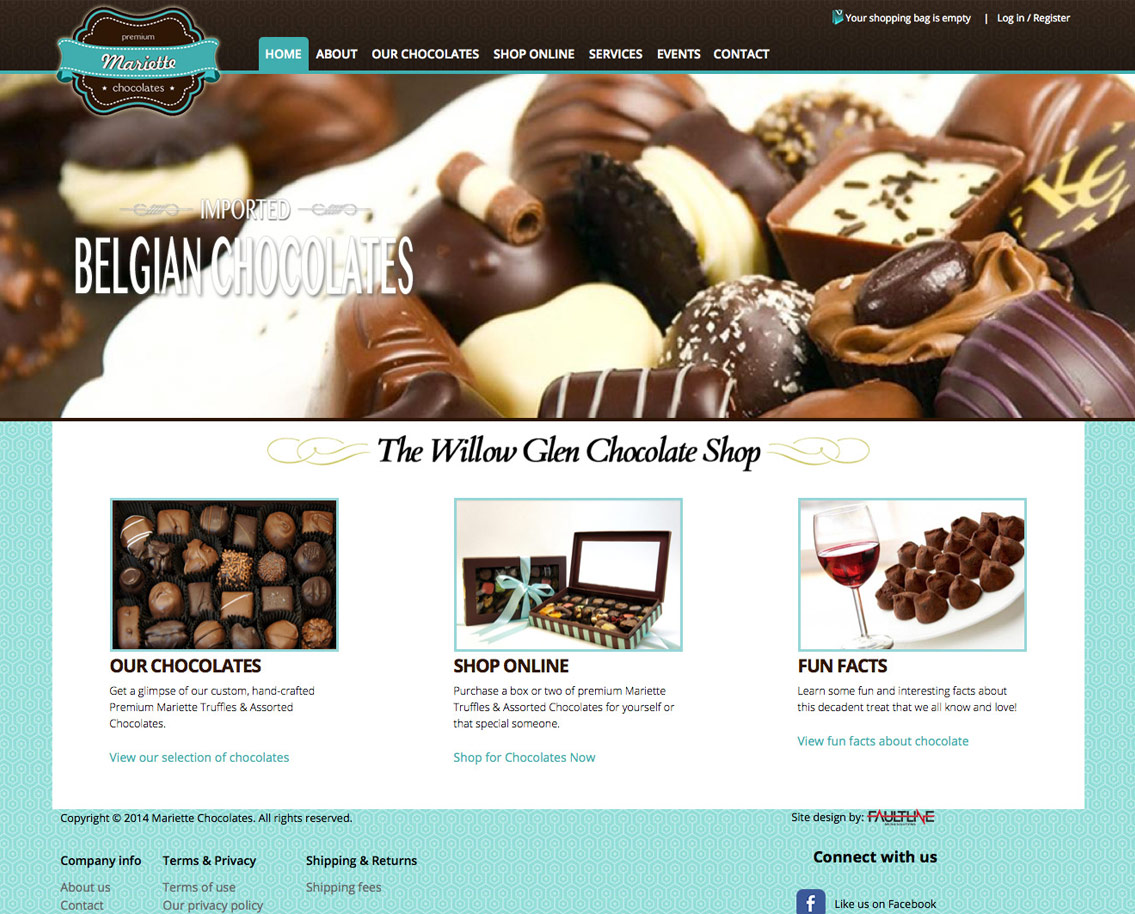 Your shopping bag is empty | Log in / Register
premium
Mariette
chocolates
HOME ABOUT OUR CHOCOLATES SHOP ONLINE SERVICES EVENTS CONTACT
IMPORTED
BELGIAN CHOCOLATES
The Willow Glen Chocolate Shop
OUR CHOCOLATES
Get a glimpse of our custom, hand-crafted
Premium Mariette Truffles & Assorted
Chocolates.
View our selection of chocolates
SHOP ONLINE
Purchase a box or two of premium Mariette
Truffles & Assorted Chocolates for yourself or
that special someone.
Shop for Chocolates Now
FUN FACTS
Learn some fun and interesting facts about
this decadent treat that we all know and love!
View fun facts about chocolate
Copyright © 2014 Mariette Chocolates. All rights reserved.
Site design by: FAULTLINE
Company info
About us
Contact
Terms & Privacy
Terms of use
Our privacy policy
Shipping & Returns
Shipping fees
Connect with us
f Like us on Facebook